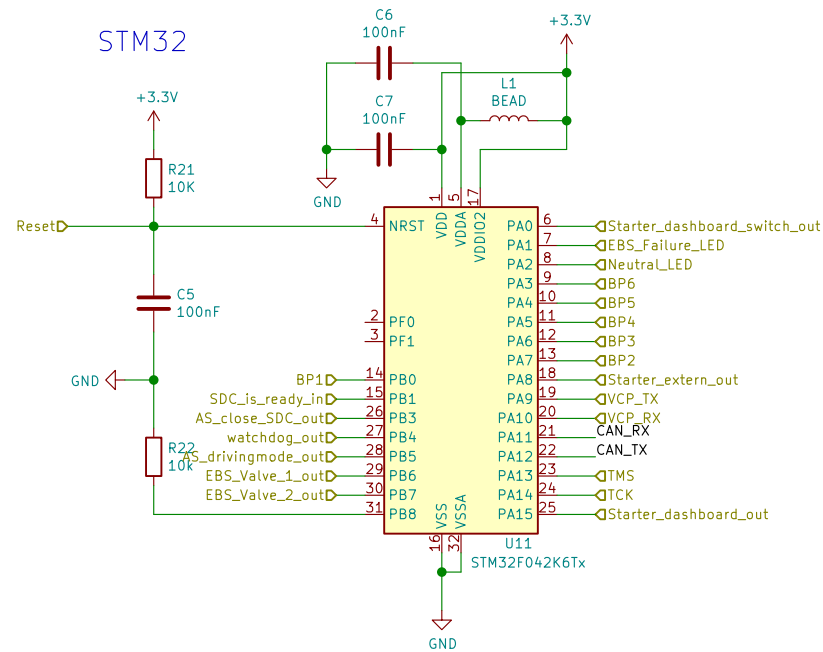 STM32
C6
100nF
+3.3V
L1
BEAD
C7
100nF
+3.3V
R21
10K
GND
Reset
4
NRST
1
VDD
5
VDDA
17
VDDIO2
PA0
6
Starter_dashboard_switch_out
PA1
7
EBS_Failure_LED
PA2
8
Neutral_LED
PA3
9
BP6
C5
100nF
PA4
10
BP5
2
PF0
PA5
11
BP4
3
PF1
PA6
12
BP3
PA7
13
BP2
GND
BP1
14
PB0
PA8
18
Starter_extern_out
SDC_is_ready_in
15
PB1
PA9
19
VCP_TX
AS_close_SDC_out
26
PB3
PA10
20
VCP_RX
watchdog_out
27
PB4
PA11
21
CAN_RX
R22
10k
AS_drivingmode_out
28
PB5
PA12
22
CAN_TX
EBS_Valve_1_out
29
PB6
PA13
23
TMS
EBS_Valve_2_out
30
PB7
PA14
24
TCK
31
PB8
PA15
25
Starter_dashboard_out
VSS
16
VSSA
32
U11
STM32F042K6Tx
GND